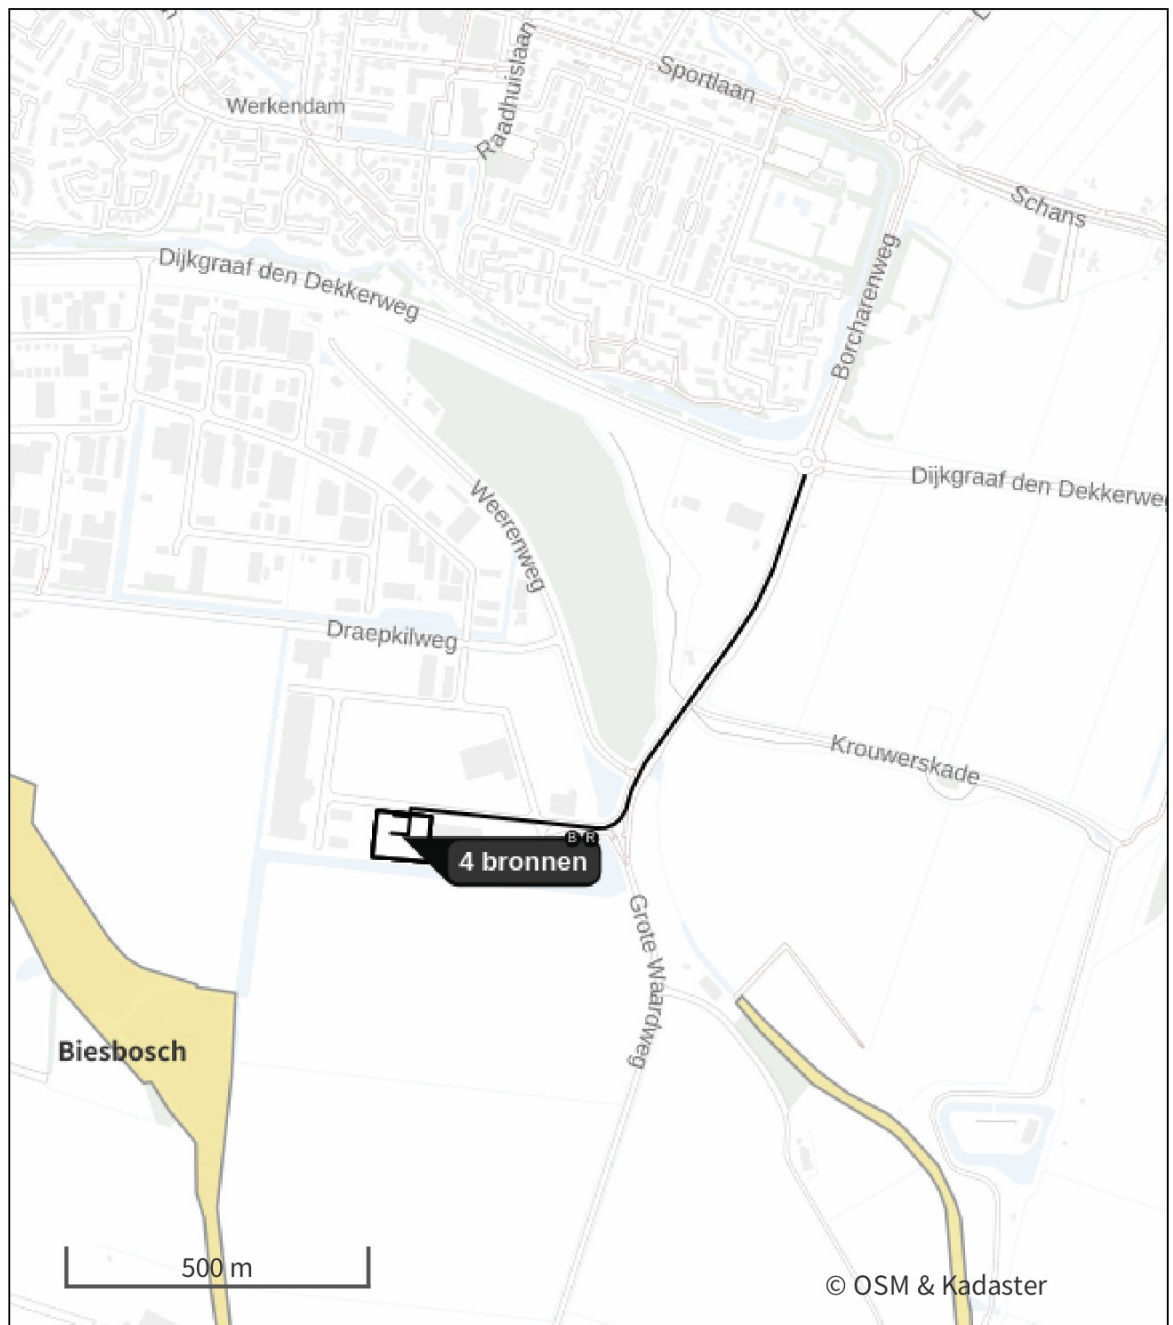 Raadhuislaan
Sportlaan
Werkendam
Schans
Dijkgraaf den Dekkerweg
Borcharenweg
Dijkgraaf den Dekkerweg
Weerenweg
Draepkilweg
Krouwerskade
B R
4 bronnen
Grote Waardweg
Biesbosch
500 m
© OSM & Kadaster